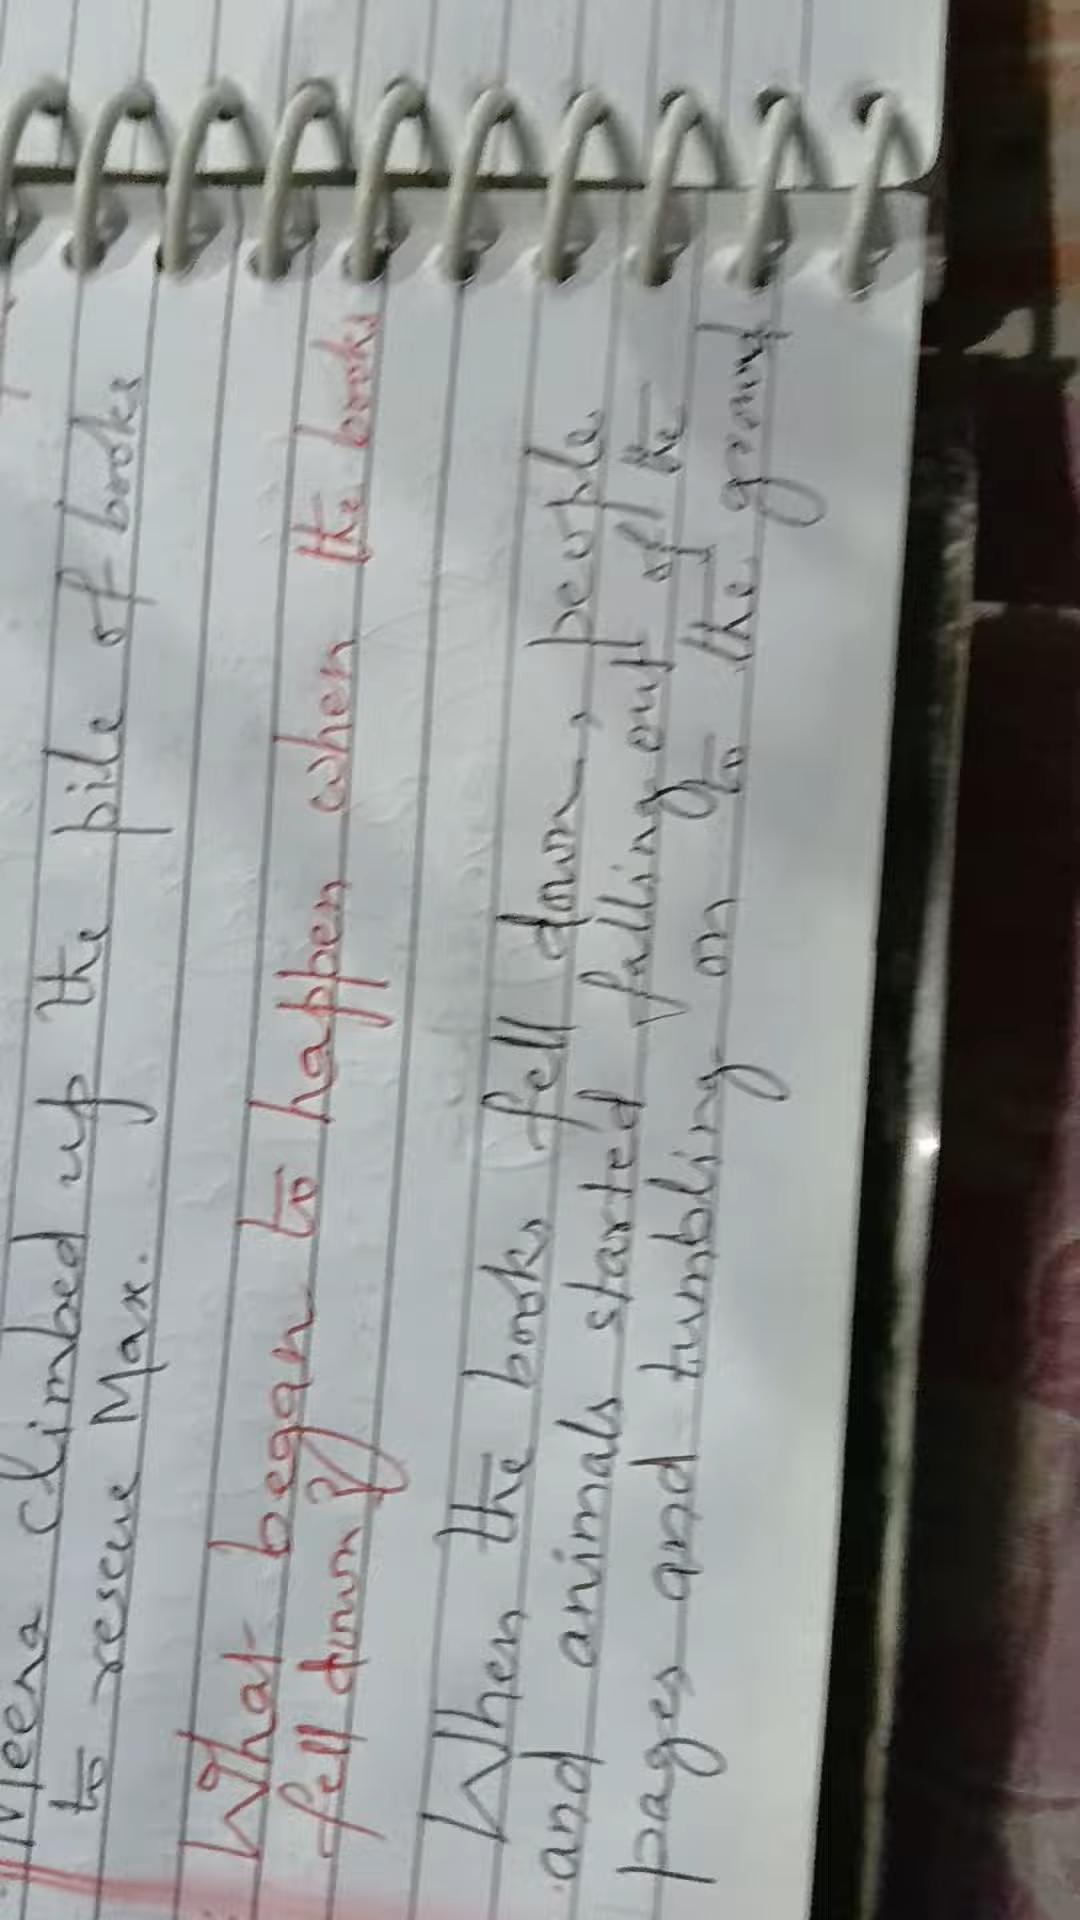 Meena climbed up the pile of books
to rescue Max.
What began to happen when the books
fell down?
When the books fell down, people
and animals started falling out of the
pages and tumbling on to the ground